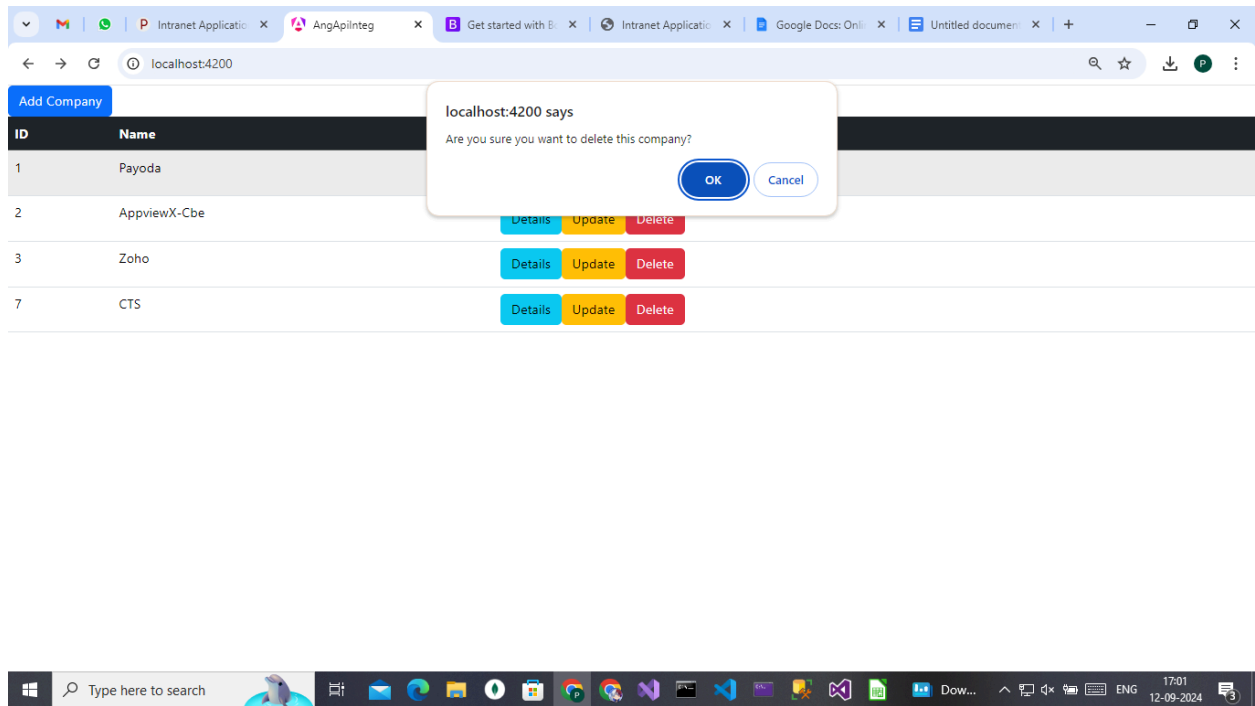 Intranet Applicatio
AngApiInteg
B Get started with Bo
Intranet Applicatio
Google Docs: Onli
Untitled document
localhost:4200
P
Add Company
localhost:4200 says
Are you sure you want to delete this company?
OK Cancel
ID Name
1 Payoda
2 AppviewX-Cbe Details Update Delete
3 Zoho Details Update Delete
7 CTS Details Update Delete
Type here to search
Dow...
ENG
17:01
12-09-2024
3